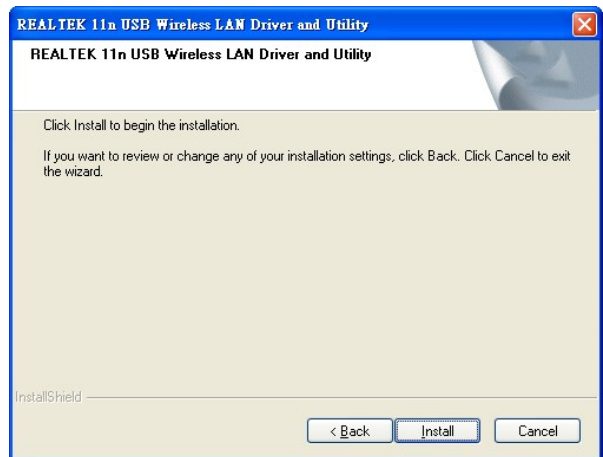 REALTEK 11n USB Wireless LAN Driver and Utility
REALTEK 11n USB Wireless LAN Driver and Utility
Click Install to begin the installation.
If you want to review or change any of your installation settings, click Back. Click Cancel to exit
the wizard.
InstallShield
< Back
Install
Cancel